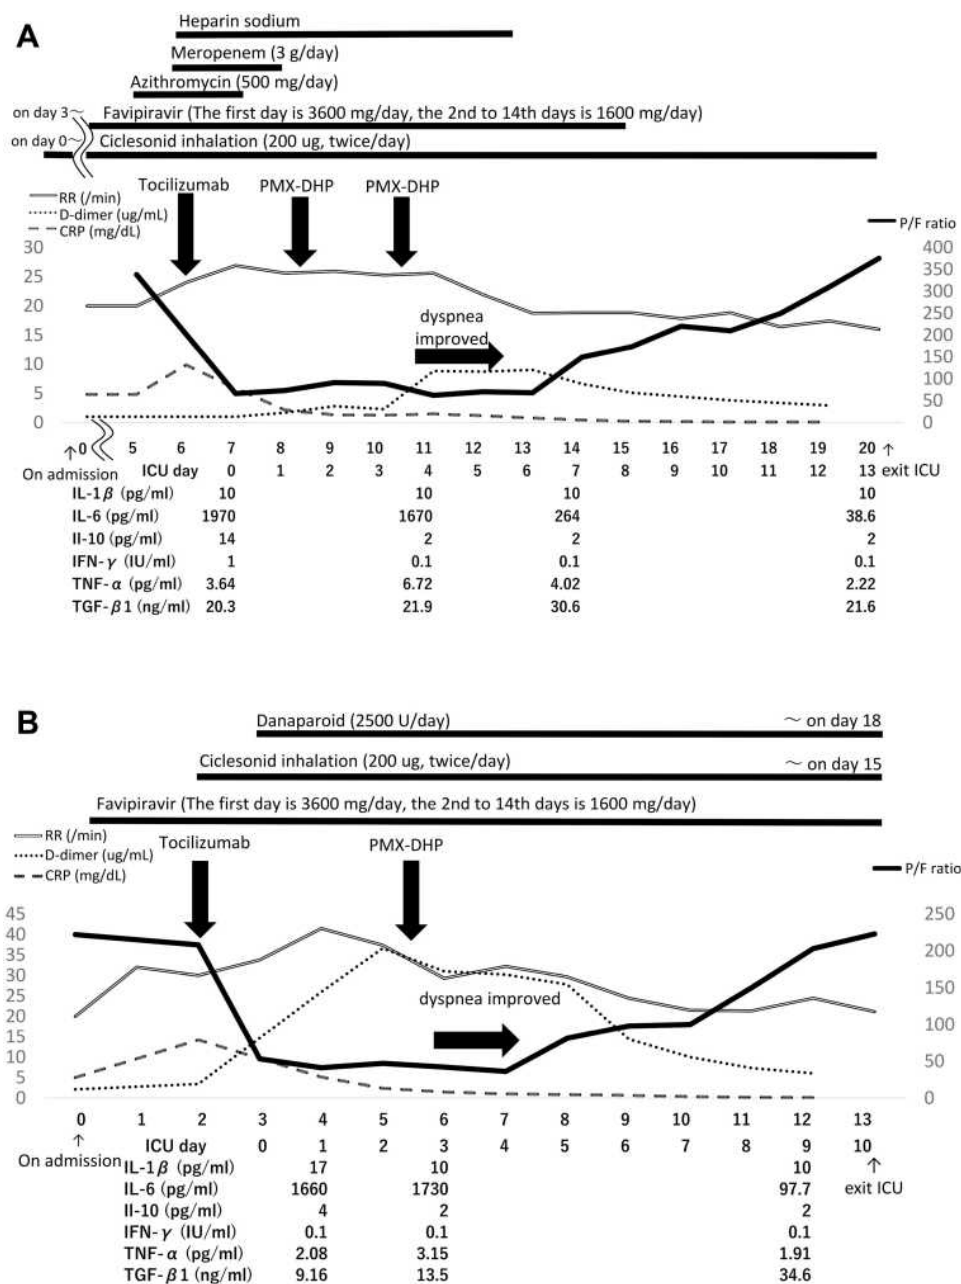 A
Heparin sodium
Meropenem (3 g/day)
Azithromycin (500 mg/day)
on day 3～ Favipiravir (The first day is 3600 mg/day, the 2nd to 14th days is 1600 mg/day)
on day 0～ Ciclesonid inhalation (200 ug, twice/day)
Tocilizumab PMX-DHP PMX-DHP
RR (/min)
D-dimer (ug/mL)
CRP (mg/dL)
P/F ratio
30 400
25 350
20 300
15 250
10 200
5 150
0 100
50
0
dyspnea
improved
0 5 6 7 8 9 10 11 12 13 14 15 16 17 18 19 20
↑ On admission
ICU day 0 1 2 3 4 5 6 7 8 9 10 11 12 13
↑ exit ICU
IL-1β (pg/ml) 10 10 10 10
IL-6 (pg/ml) 1970 1670 264 38.6
Il-10 (pg/ml) 14 2 2 2
IFN-γ (IU/ml) 1 0.1 0.1 0.1
TNF-α (pg/ml) 3.64 6.72 4.02 2.22
TGF-β1 (ng/ml) 20.3 21.9 30.6 21.6
B
Danaparoid (2500 U/day) ～ on day 18
Ciclesonid inhalation (200 ug, twice/day) ～ on day 15
Favipiravir (The first day is 3600 mg/day, the 2nd to 14th days is 1600 mg/day)
Tocilizumab PMX-DHP
RR (/min)
D-dimer (ug/mL)
CRP (mg/dL)
P/F ratio
45 250
40 200
35 150
30 100
25 50
20 0
15
10
5
0
dyspnea improved
0 1 2 3 4 5 6 7 8 9 10 11 12 13
↑ On admission
ICU day 0 1 2 3 4 5 6 7 8 9 10
↑ exit ICU
IL-1β (pg/ml) 17 10 10
IL-6 (pg/ml) 1660 1730 97.7
Il-10 (pg/ml) 4 2 2
IFN-γ (IU/ml) 0.1 0.1 0.1
TNF-α (pg/ml) 2.08 3.15 1.91
TGF-β1 (ng/ml) 9.16 13.5 34.6